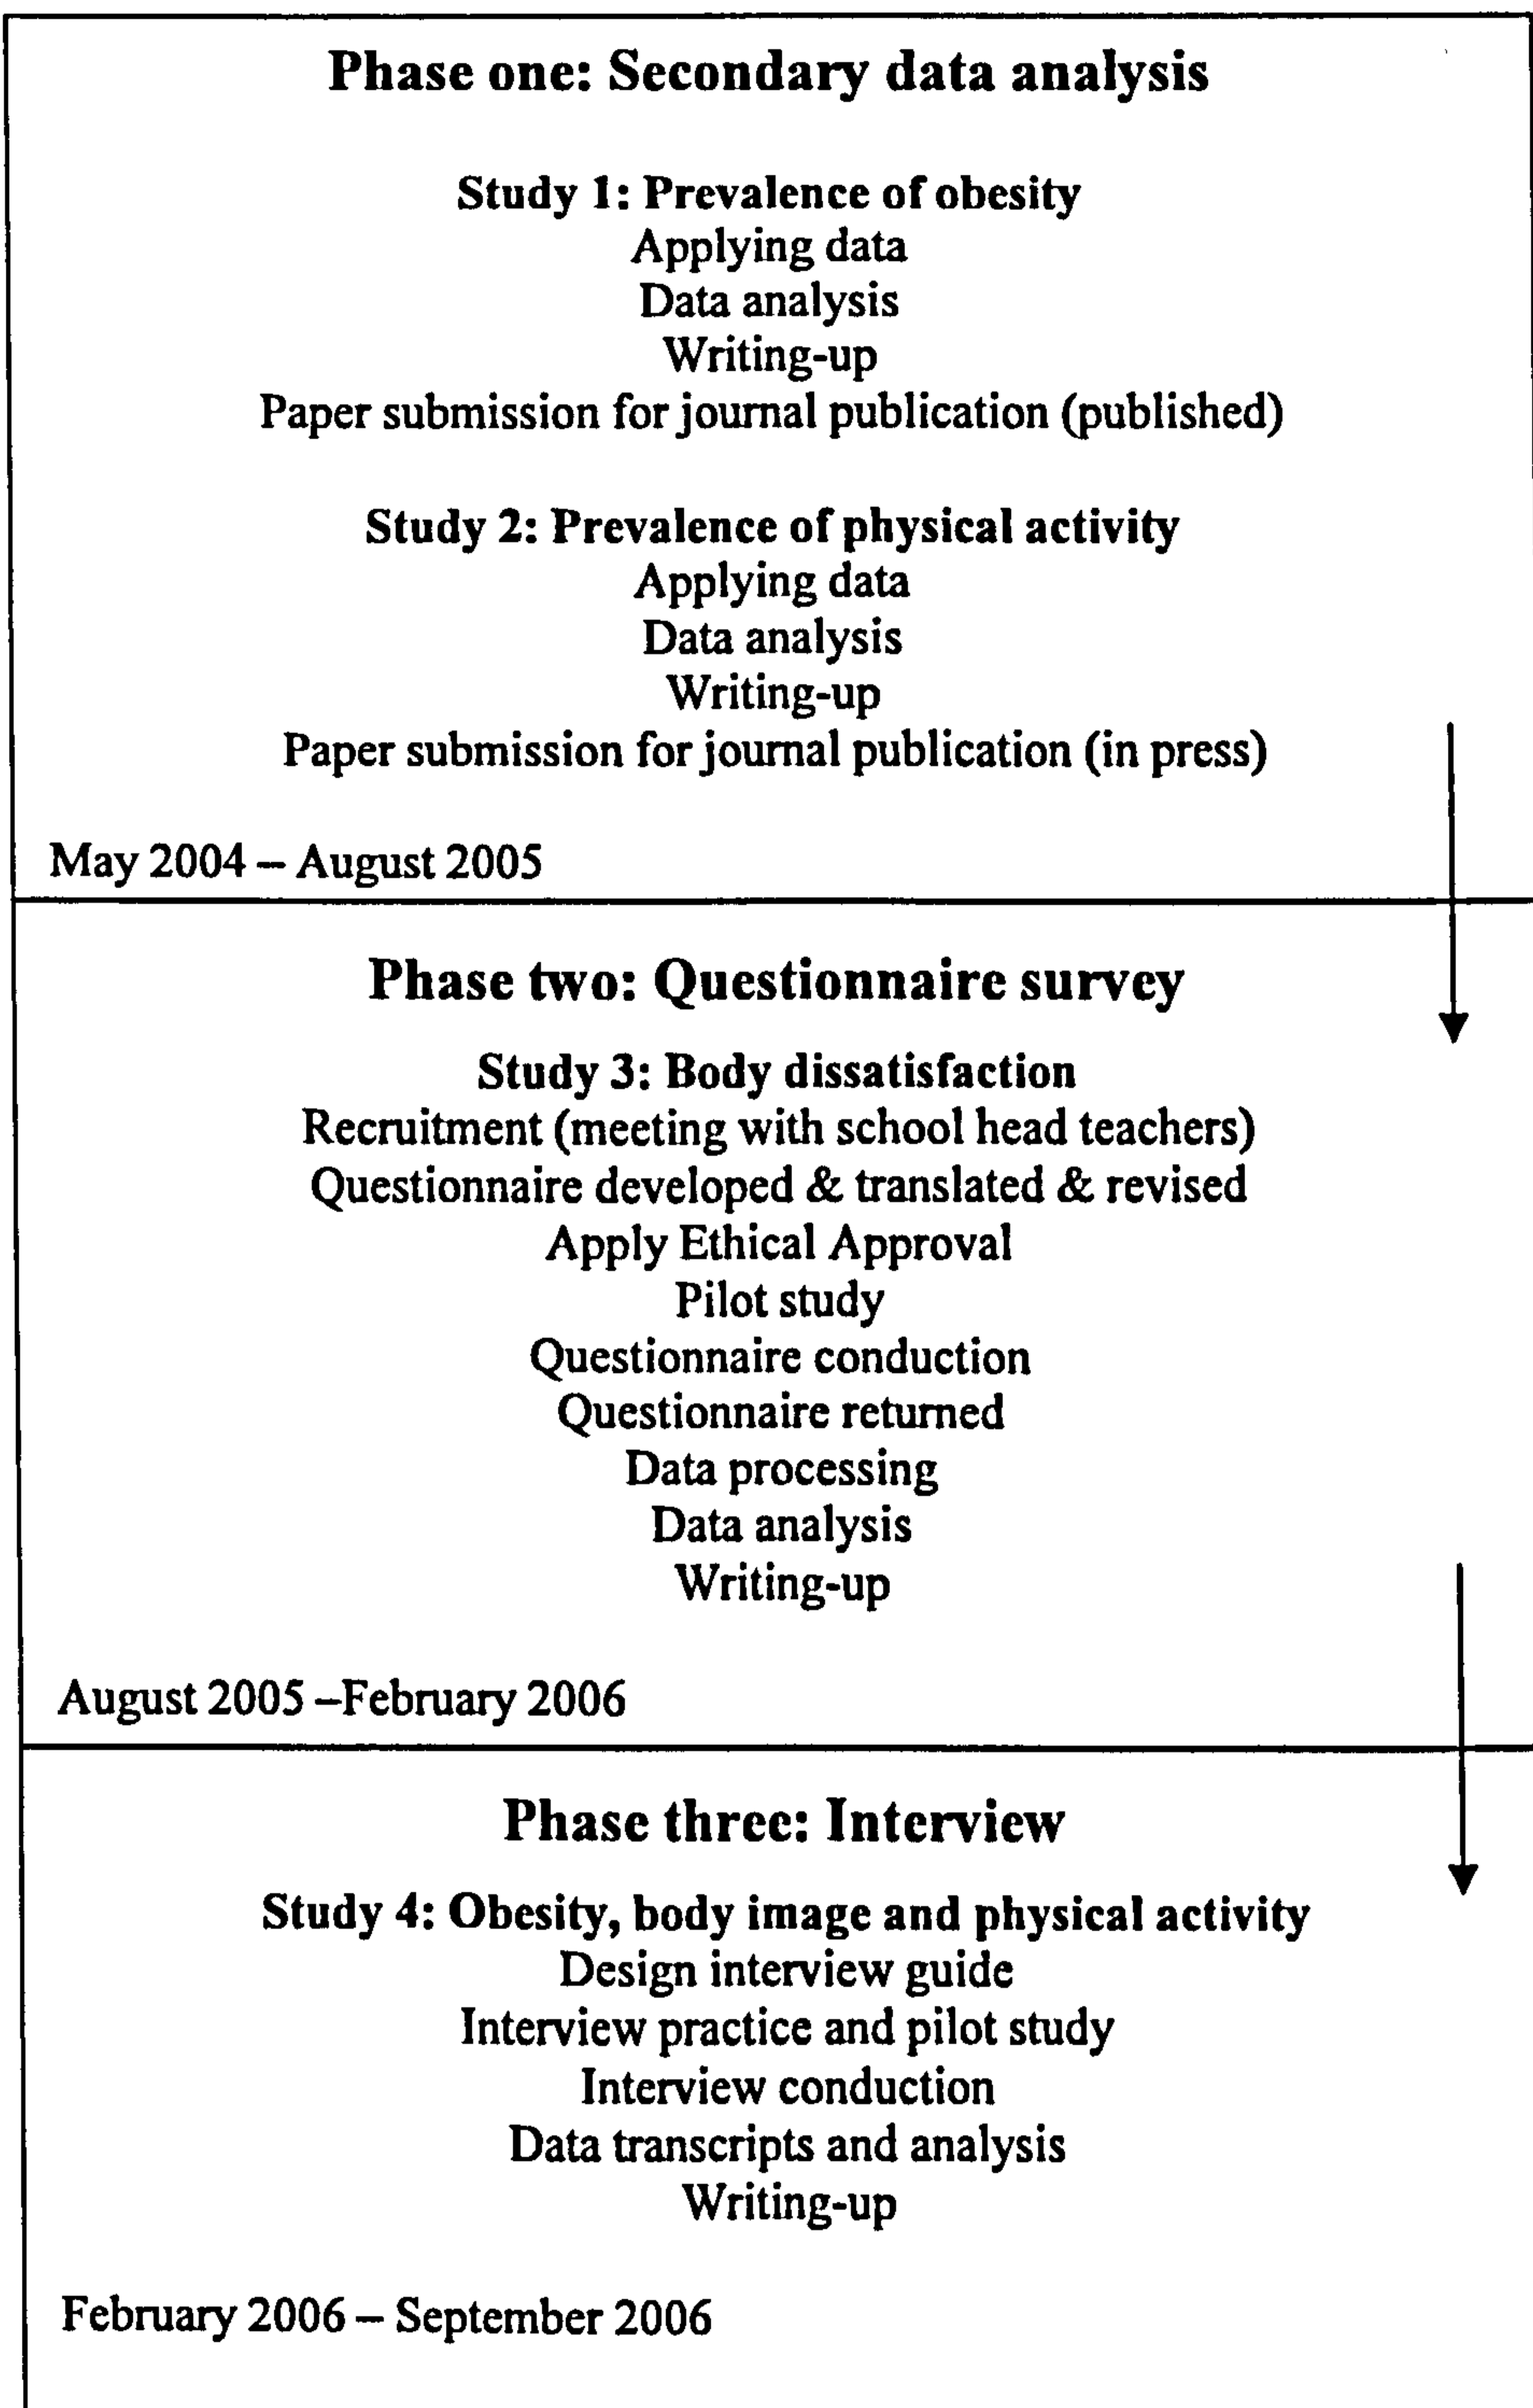 Phase one: Secondary data analysis
Study 1: Prevalence of obesity
Applying data
Data analysis
Writing-up
Paper submission for journal publication (published)
Study 2: Prevalence of physical activity
Applying data
Data analysis
Writing-up
Paper submission for journal publication (in press)
May 2004 – August 2005
Phase two: Questionnaire survey
Study 3: Body dissatisfaction
Recruitment (meeting with school head teachers)
Questionnaire developed & translated & revised
Apply Ethical Approval
Pilot study
Questionnaire conduction
Questionnaire returned
Data processing
Data analysis
Writing-up
August 2005 –February 2006
Phase three: Interview
Study 4: Obesity, body image and physical activity
Design interview guide
Interview practice and pilot study
Interview conduction
Data transcripts and analysis
Writing-up
February 2006 – September 2006